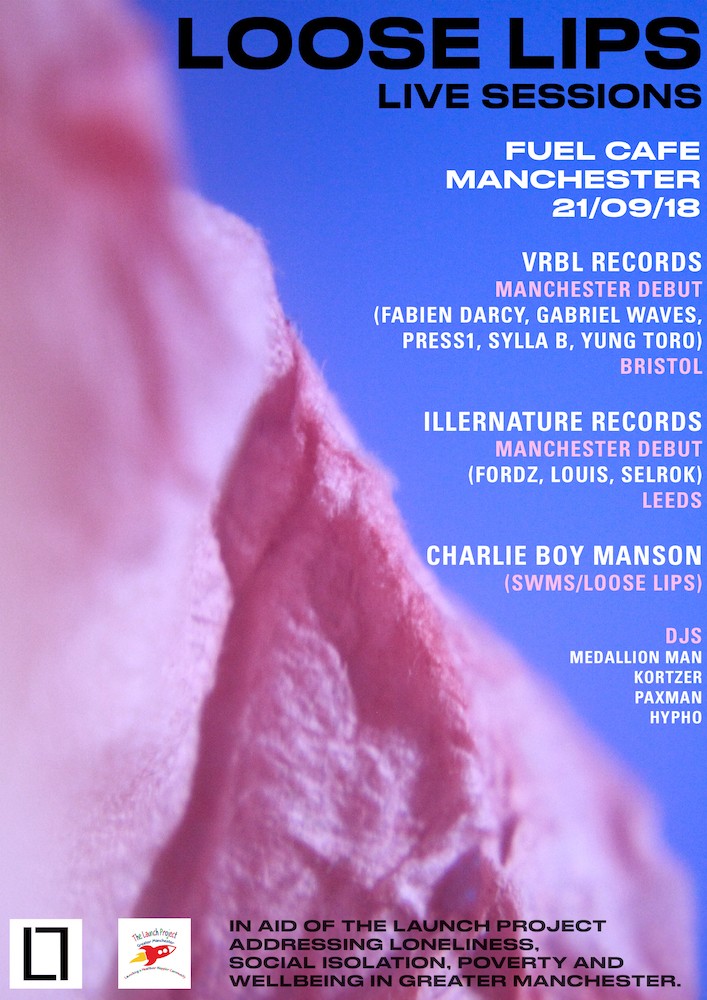 LOOSE LIPS
LIVE SESSIONS
FUEL CAFE
MANCHESTER
21/09/18
VRBL RECORDS
MANCHESTER DEBUT
(FABIEN DARCY, GABRIEL WAVES,
PRESS1, SYLLA B, YUNG TORO)
BRISTOL
ILLERNATURE RECORDS
MANCHESTER DEBUT
(FORDZ, LOUIS, SELROK)
LEEDS
CHARLIE BOY MANSON
(SWMS/LOOSE LIPS)
DJS
MEDALLION MAN
KORTZER
PAXMAN
HYPHO
The Launch Project
Greater Manchester
IN AID OF THE LAUNCH PROJECT
ADDRESSING LONELINESS,
SOCIAL ISOLATION, POVERTY AND
WELLBEING IN GREATER MANCHESTER.